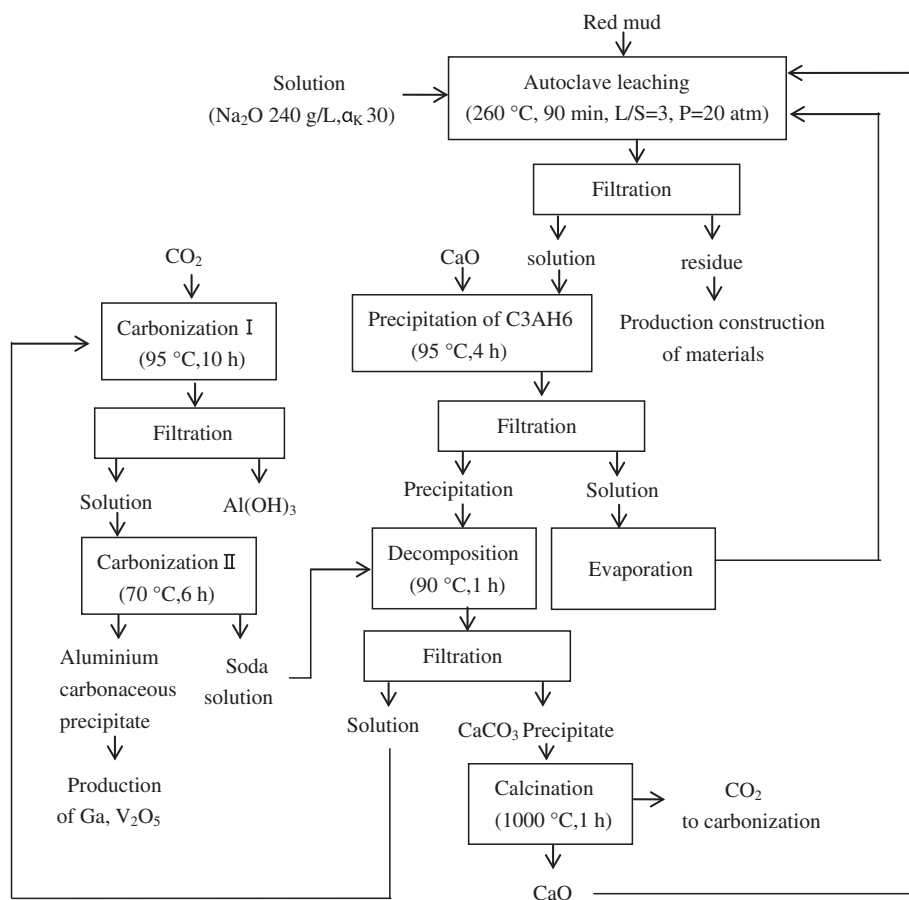 Red mud
Solution
(Na₂O 240 g/L,αK 30)
Autoclave leaching
(260 °C, 90 min, L/S=3, P=20 atm)
Filtration
solution
residue
Production construction
of materials
CaO
Precipitation of C3AH6
(95 °C,4 h)
Filtration
Precipitation
Solution
Evaporation
Decomposition
(90 °C,1 h)
Filtration
Solution
CaCO₃ Precipitate
Calcination
(1000 °C,1 h)
CO₂
to carbonization
CaO
CO₂
Carbonization Ⅰ
(95 °C,10 h)
Filtration
Solution
Al(OH)₃
Carbonization Ⅱ
(70 °C,6 h)
Aluminium
carbonaceous
precipitate
Soda
solution
Production
of Ga, V₂O₅